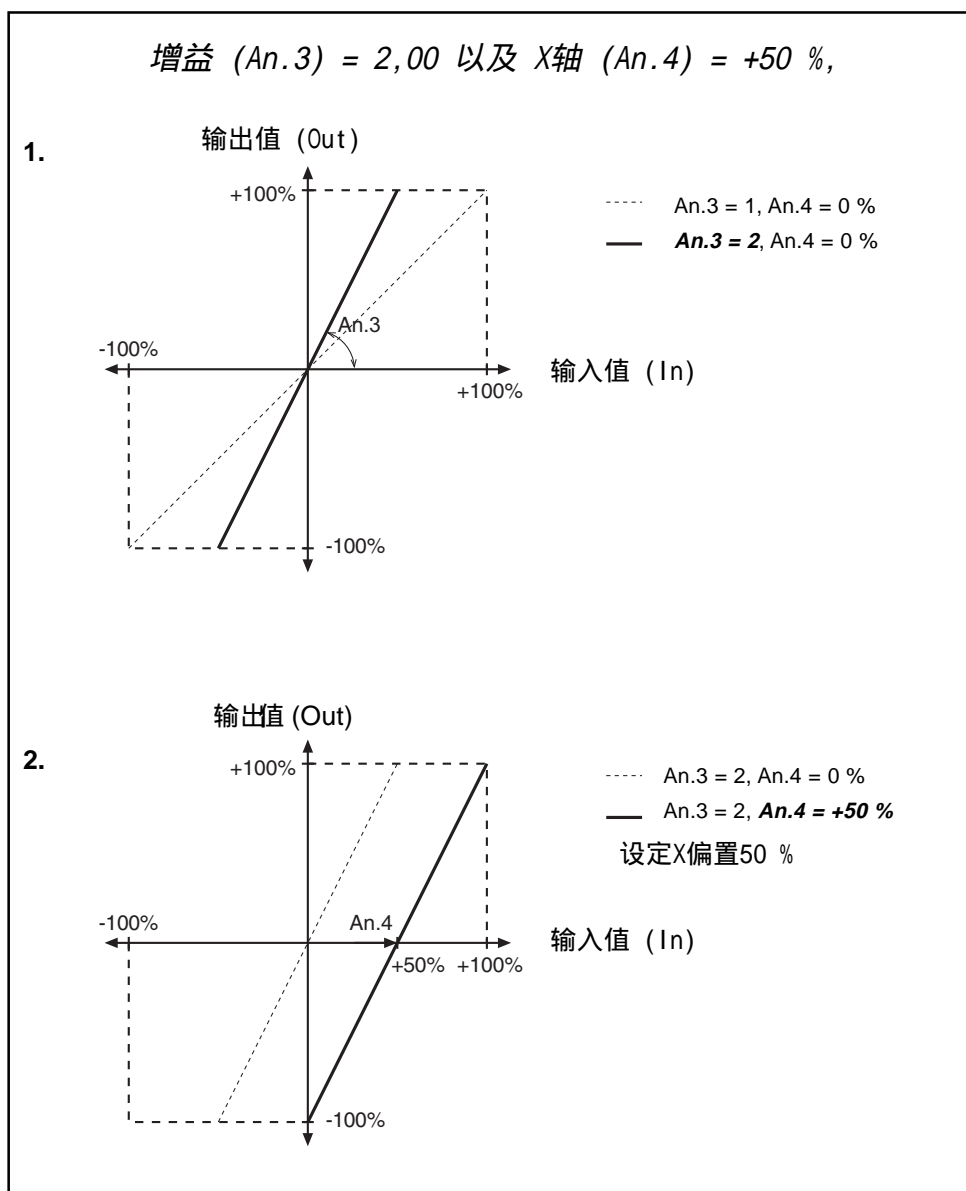 增益 (An.3) = 2,00 以及 X轴 (An.4) = +50 %,
1.
输出值 (Out)
+100%
An.3 = 1, An.4 = 0 %
An.3 = 2, An.4 = 0 %
An.3
-100%
输入值 (In)
+100%
-100%
2.
输出值 (Out)
+100%
An.3 = 2, An.4 = 0 %
An.3 = 2, An.4 = +50 %
设定X偏置50 %
-100%
An.4
输入值 (In)
+50% +100%
-100%